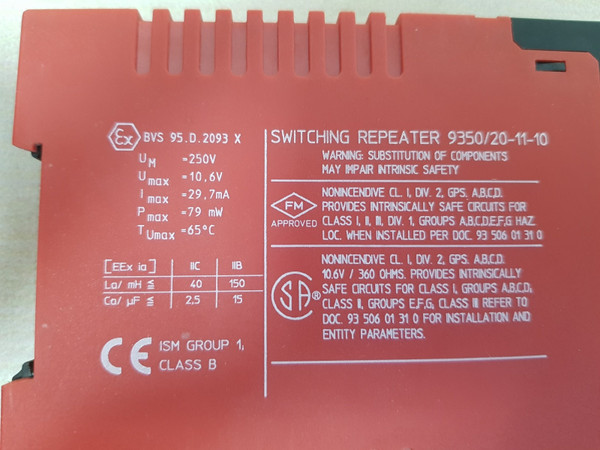 Ex BVS 95.D.2093 X
UM =250V
Umax =10,6V
Imax =29,7mA
Pmax =79 mW
TUmax =65°C
[EEx ia] IIC IIB
La/ mH ≦ 40 150
Ca/ µF ≦ 2,5 15
CE ISM GROUP 1,
CLASS B
SWITCHING REPEATER 9350/20-11-10
WARNING: SUBSTITUTION OF COMPONENTS
MAY IMPAIR INTRINSIC SAFETY
FM
APPROVED
NONINCENDIVE CL. I, DIV. 2, GPS. A,B,C,D.
PROVIDES INTRINSICALLY SAFE CIRCUITS FOR
CLASS I, II, III, DIV. 1, GROUPS A,B,C,D,E,F,G HAZ.
LOC. WHEN INSTALLED PER DOC. 93 506 01 31 0
SA®
NONINCENDIVE CL. I, DIV. 2, GPS. A,B,C,D.
10.6V / 360 OHMS. PROVIDES INTRINSICALLY
SAFE CIRCUITS FOR CLASS I, GROUPS A,B,C,D,;
CLASS II, GROUPS E,F,G, CLASS III REFER TO
DOC. 93 506 01 31 0 FOR INSTALLATION AND
ENTITY PARAMETERS.